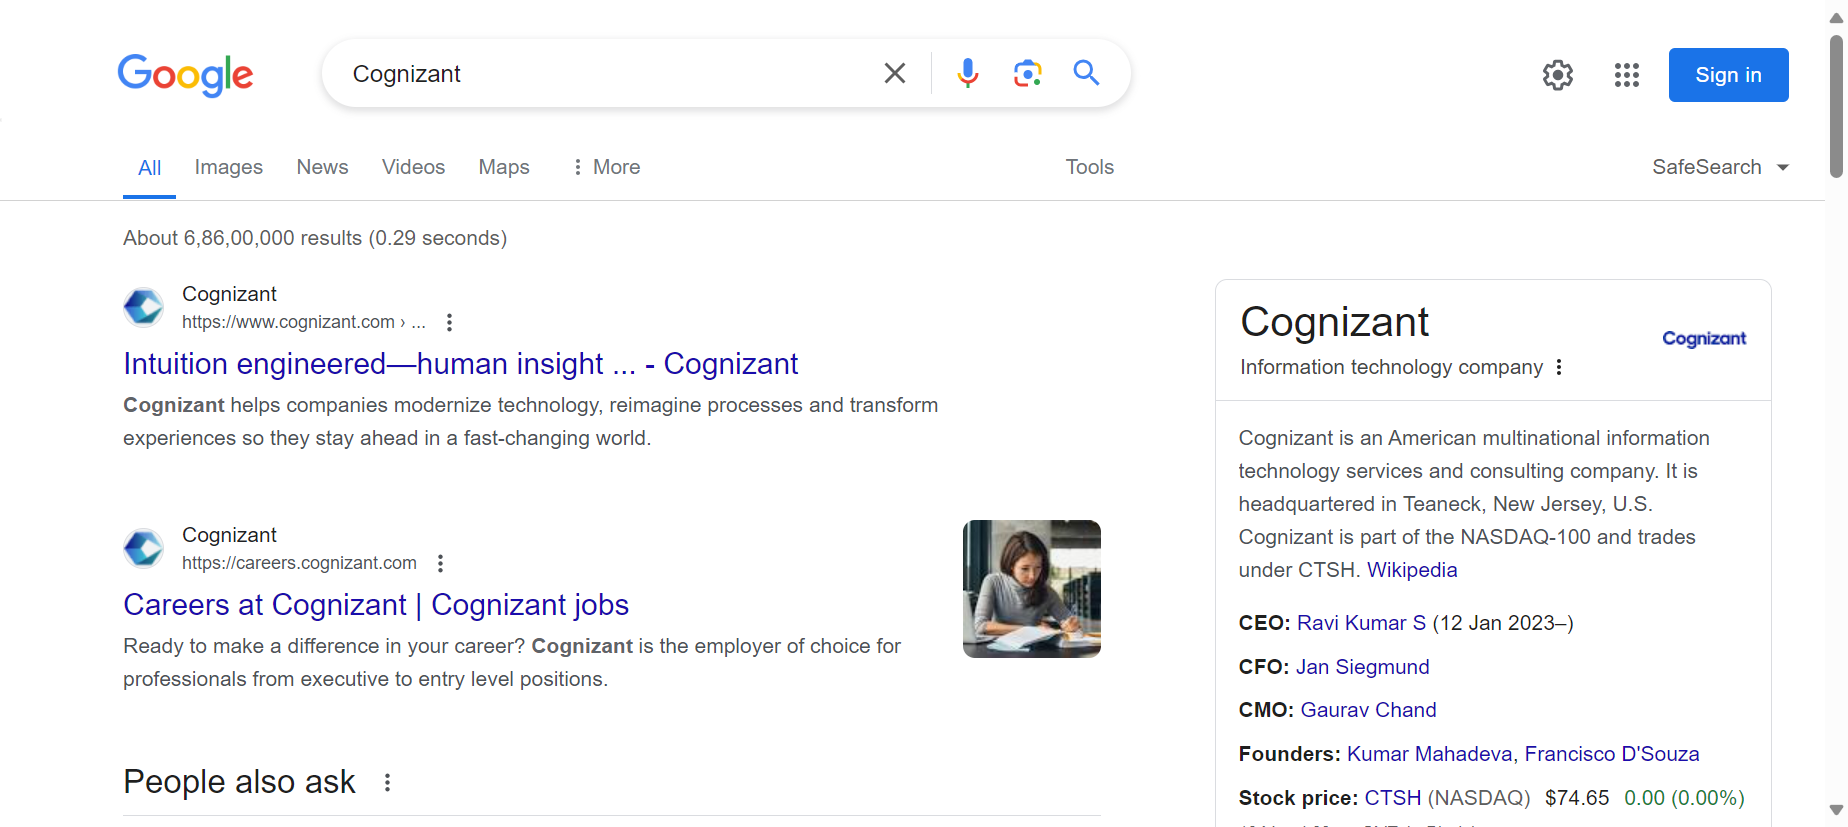 Google
Cognizant
Sign in
All
Images
News
Videos
Maps
More
Tools
SafeSearch
About 6,86,00,000 results (0.29 seconds)
Cognizant
https://www.cognizant.com › ...
Intuition engineered—human insight ... - Cognizant
Cognizant helps companies modernize technology, reimagine processes and transform
experiences so they stay ahead in a fast-changing world.
Cognizant
https://careers.cognizant.com
Careers at Cognizant | Cognizant jobs
Ready to make a difference in your career? Cognizant is the employer of choice for
professionals from executive to entry level positions.
People also ask
Cognizant
Cognizant
Information technology company
Cognizant is an American multinational information
technology services and consulting company. It is
headquartered in Teaneck, New Jersey, U.S.
Cognizant is part of the NASDAQ-100 and trades
under CTSH. Wikipedia
CEO: Ravi Kumar S (12 Jan 2023–)
CFO: Jan Siegmund
CMO: Gaurav Chand
Founders: Kumar Mahadeva, Francisco D'Souza
Stock price: CTSH (NASDAQ) $74.65 0.00 (0.00%)